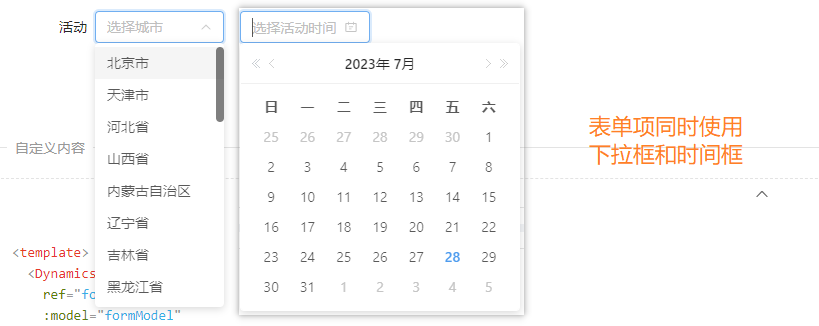 活动 选择城市 选择活动时间
北京市
天津市
河北省
山西省
内蒙古自治区
辽宁省
吉林省
黑龙江省
2023年 7月
日 一 二 三 四 五 六
25 26 27 28 29 30 1
2 3 4 5 6 7 8
9 10 11 12 13 14 15
16 17 18 19 20 21 22
23 24 25 26 27 28 29
30 31 1 2 3 4 5
表单项同时使用
下拉框和时间框
自定义内容
<template>
<Dynamics
ref="fo
:model="formModel"